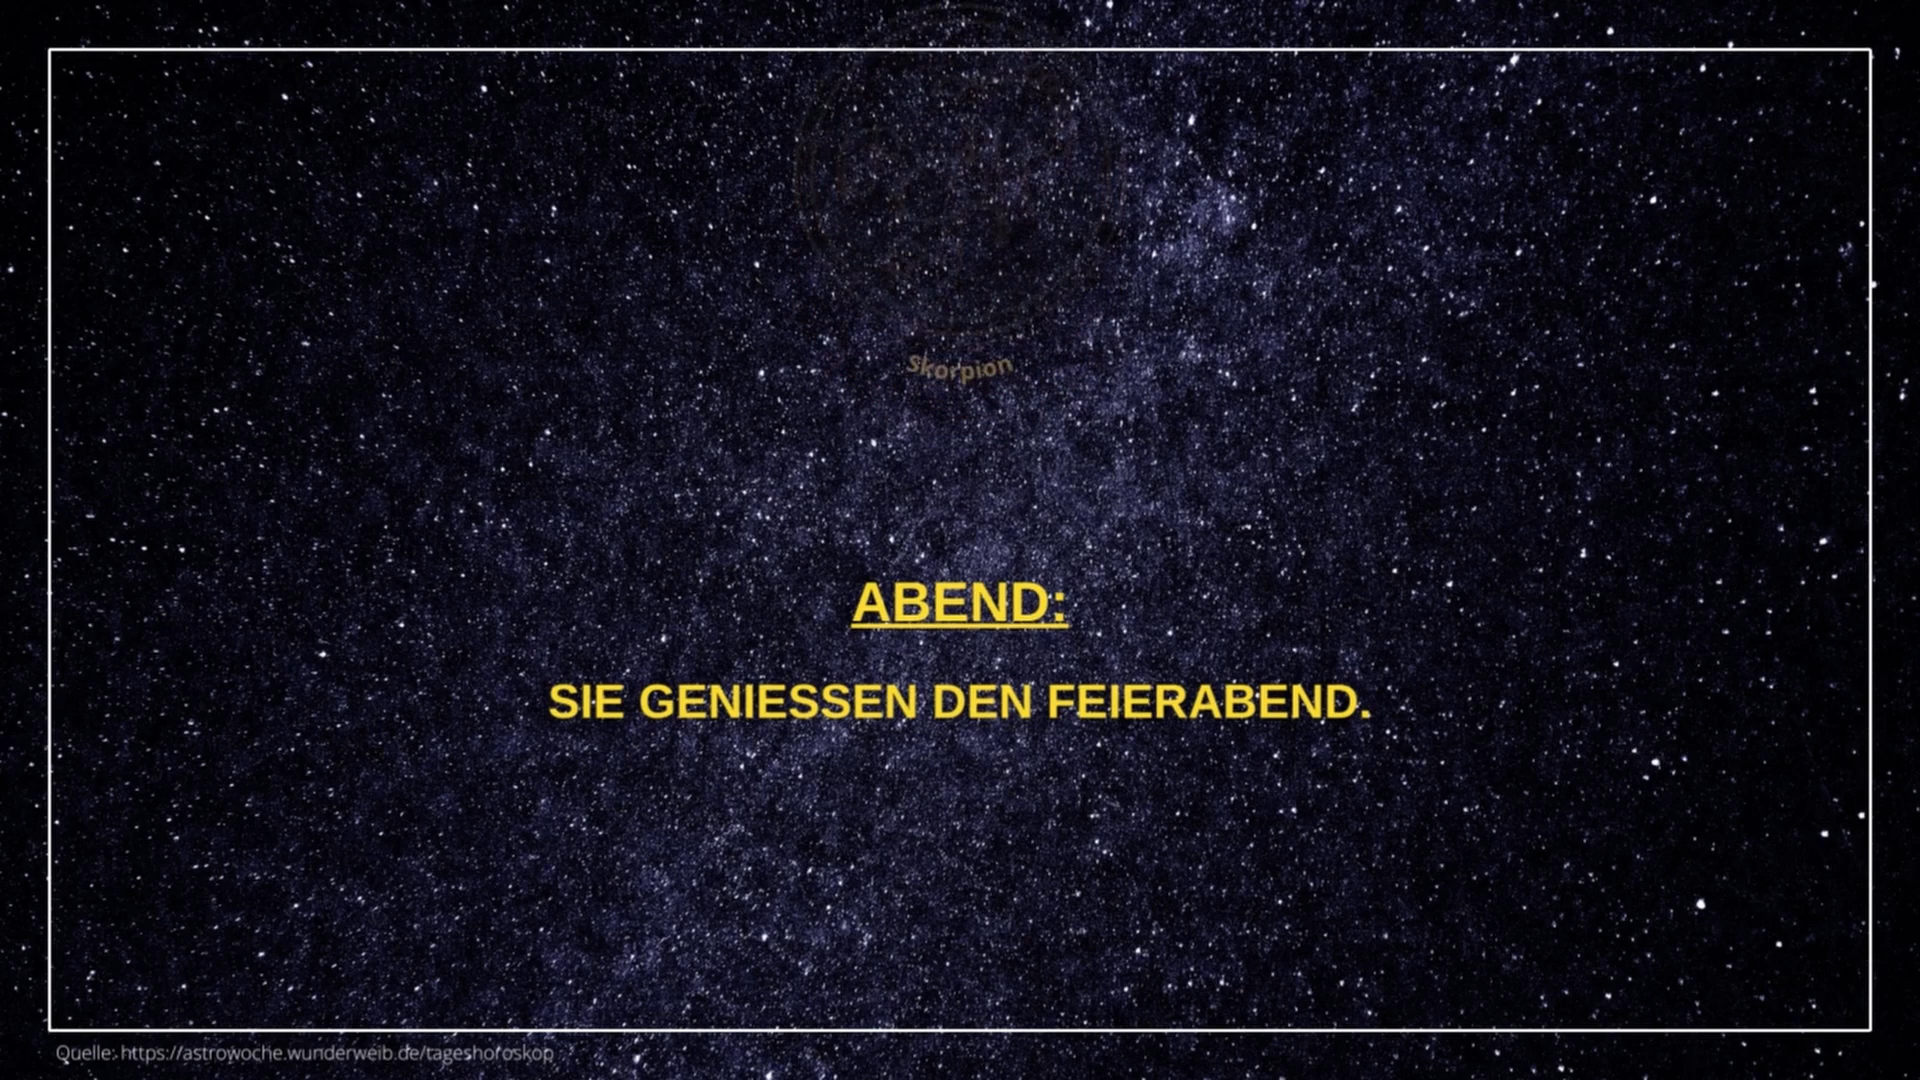 skorpion
ABEND:
SIE GENIESSEN DEN FEIERABEND.
Quelle: https://astrowoche.wunderweib.de/tageshoroskop